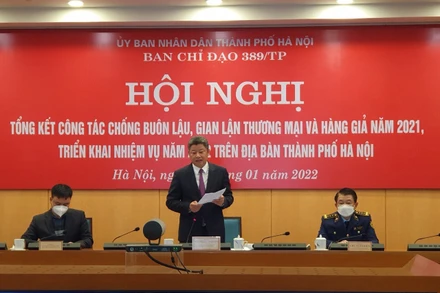 ỦY BAN NHÂN DÂN THÀNH PHỐ HÀ NỘI
BAN CHỈ ĐẠO 389/TP
HỘI NGHỊ
TỔNG KẾT CÔNG TÁC CHỐNG BUÔN LẬU, GIAN LẬN THƯƠNG MẠI VÀ HÀNG GIẢ NĂM 2021,
TRIỂN KHAI NHIỆM VỤ NĂM TRÊN ĐỊA BÀN THÀNH PHỐ HÀ NỘI
Hà Nội, 01 năm 2022